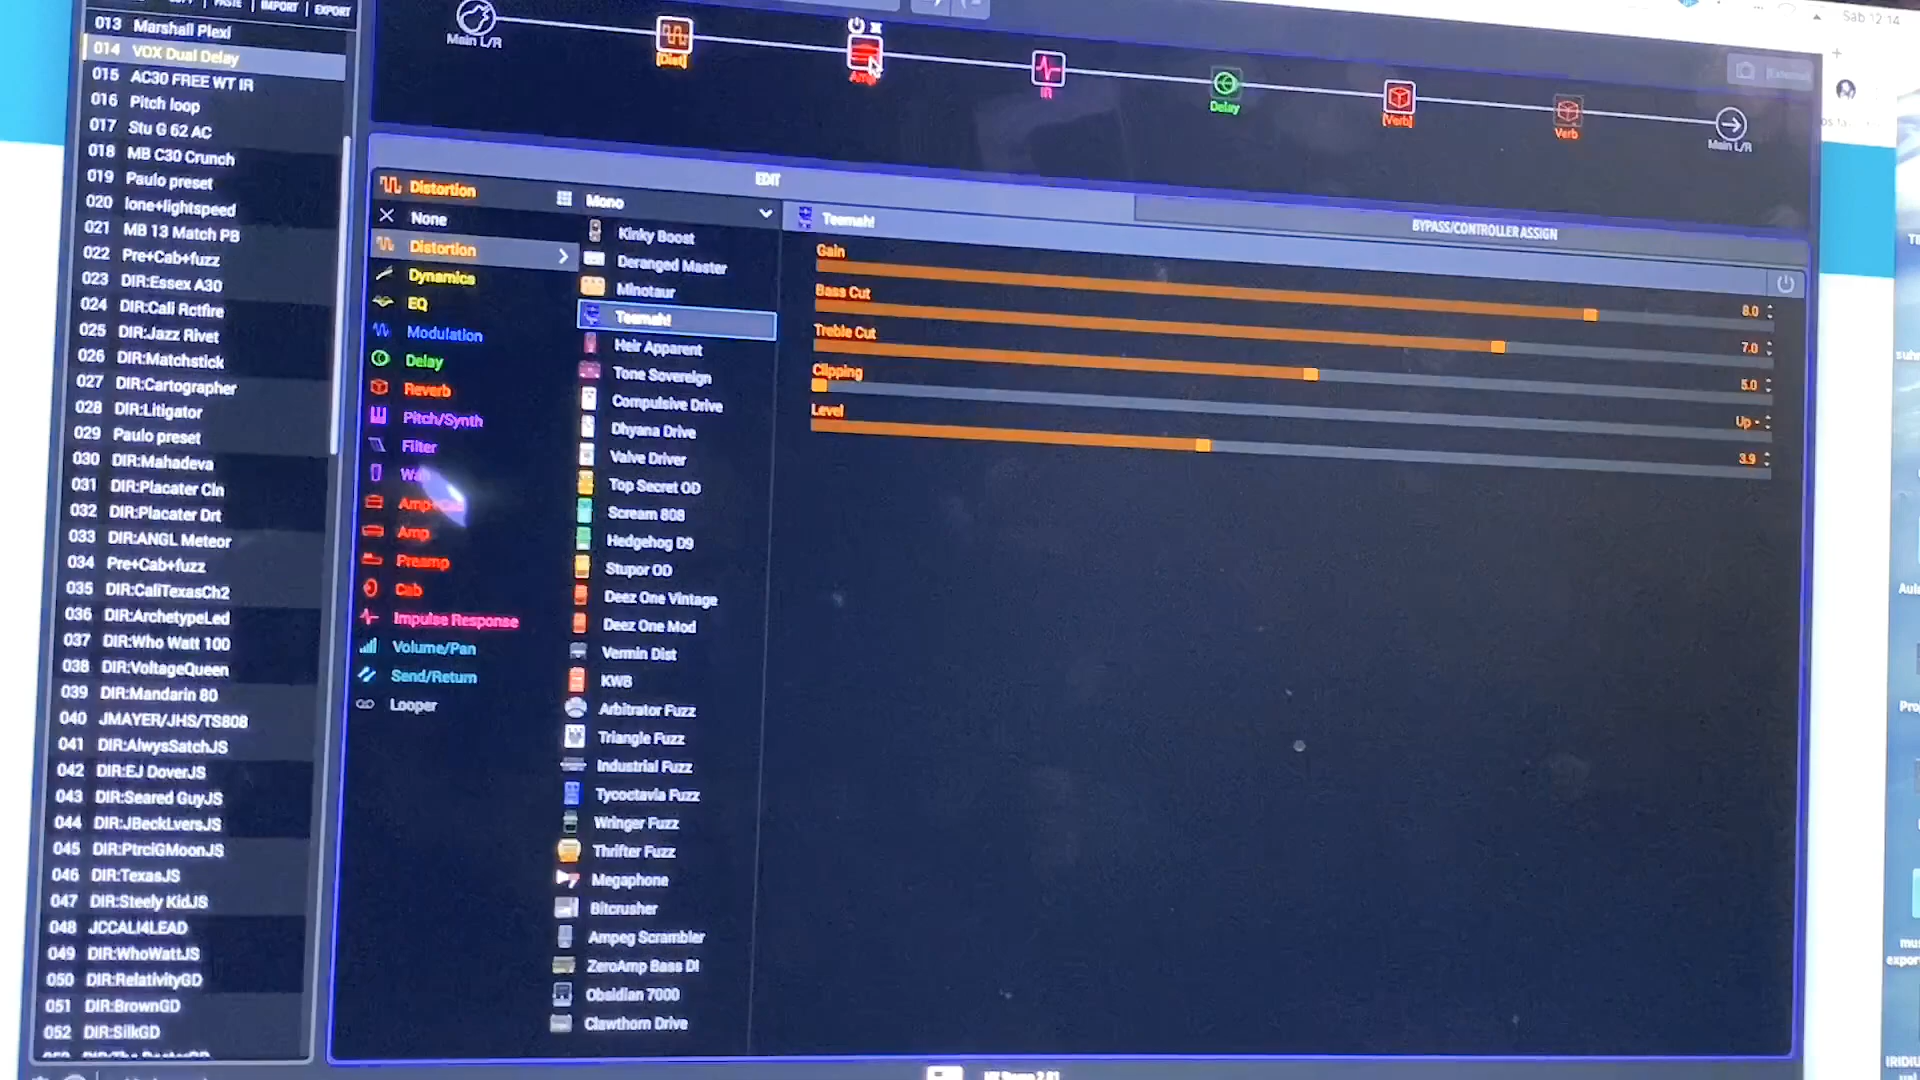 PASTE IMPORT EXPORT
013 Marshall Plexi
014 VOX Dual Delay
015 AC30 FREE WT IR
016 Pitch loop
017 Stu G 62 AC
018 MB C30 Crunch
019 Paulo preset
020 lone+lightspeed
021 MB 13 Match PB
022 Pre+Cab+fuzz
023 DIR:Essex A30
024 DIR:Cali Rctfire
025 DIR:Jazz Rivet
026 DIR:Matchstick
027 DIR:Cartographer
028 DIR:Litigator
029 Paulo preset
030 DIR:Mahadeva
031 DIR:Placater Cln
032 DIR:Placater Drt
033 DIR:ANGL Meteor
034 Pre+Cab+fuzz
035 DIR:CaliTexasCh2
036 DIR:ArchetypeLed
037 DIR:Who Watt 100
038 DIR:VoltageQueen
039 DIR:Mandarin 80
040 JMAYER/JHS/TS808
041 DIR:AlwysSatchJS
042 DIR:EJ DoverJS
043 DIR:Seared GuyJS
044 DIR:JBeckLversJS
045 DIR:PtrciGMoonJS
046 DIR:TexasJS
047 DIR:Steely KidJS
048 JCCALI4LEAD
049 DIR:WhoWattJS
050 DIR:RelativityGD
051 DIR:BrownGD
052 DIR:SilkGD
Main L/R
[Dist]
Amp
IR
Delay
[Verb]
Verb
Main L/R
[External]
Sab 12:14
EDIT
BYPASS/CONTROLLER ASSIGN
Distortion
None
Distortion
Dynamics
EQ
Modulation
Delay
Reverb
Pitch/Synth
Filter
Wah
Amp+Cab
Amp
Preamp
Cab
Impulse Response
Volume/Pan
Send/Return
Looper
Mono
Kinky Boost
Deranged Master
Minotaur
Teemah!
Heir Apparent
Tone Sovereign
Compulsive Drive
Dhyana Drive
Valve Driver
Top Secret OD
Scream 808
Hedgehog D9
Stupor OD
Deez One Vintage
Deez One Mod
Vermin Dist
KWB
Arbitrator Fuzz
Triangle Fuzz
Industrial Fuzz
Tycoctavia Fuzz
Wringer Fuzz
Thrifter Fuzz
Megaphone
Bitcrusher
Ampeg Scrambler
ZeroAmp Bass DI
Obsidian 7000
Clawthorn Drive
Teemah!
Gain 8.0
Bass Cut 7.0
Treble Cut 5.0
Clipping Up
Level 3.9